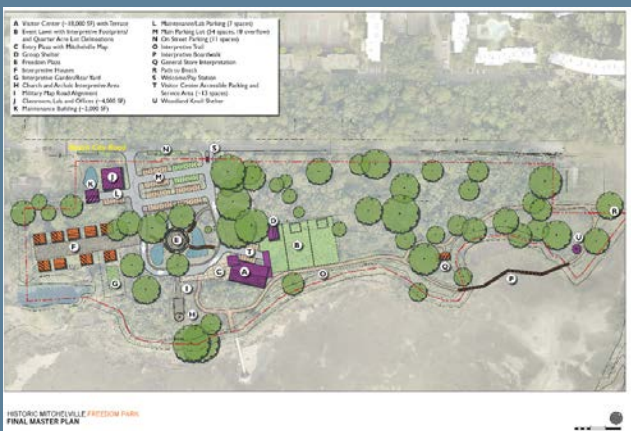 A Visitor Center (~18,000 SF) with Terrace
B Event Lawn with Interpretive Footprints/
and Quarter Acre Lot Delineations
C Entry Plaza with Mitchelville Map
D Group Shelter
E Freedom Plaza
F Interpretive Houses
G Interpretive Garden/Rear Yard
H Church and Archaic Interpretive Area
I Military Map Road Alignment
J Classroom, Lab and Offices (~4,000 SF)
K Maintenance Building (~2,000 SF)
L Maintenance/Lab Parking (7 spaces)
M Main Parking Lot (54 spaces, 18 overflow)
N On Street Parking (11 spaces)
O Interpretive Trail
P Interpretive Boardwalk
Q General Store Interpretation
R Path to Beach
S Welcome/Pay Station
T Visitor Center Accessible Parking and
Service Area (~13 spaces)
U Woodland Knoll Shelter
N
S
J
K
M
L
R
F
E
D
B
U
T
Q
C
A
O
G
P
I
H
HISTORIC MITCHELVILLE FREEDOM PARK
FINAL MASTER PLAN